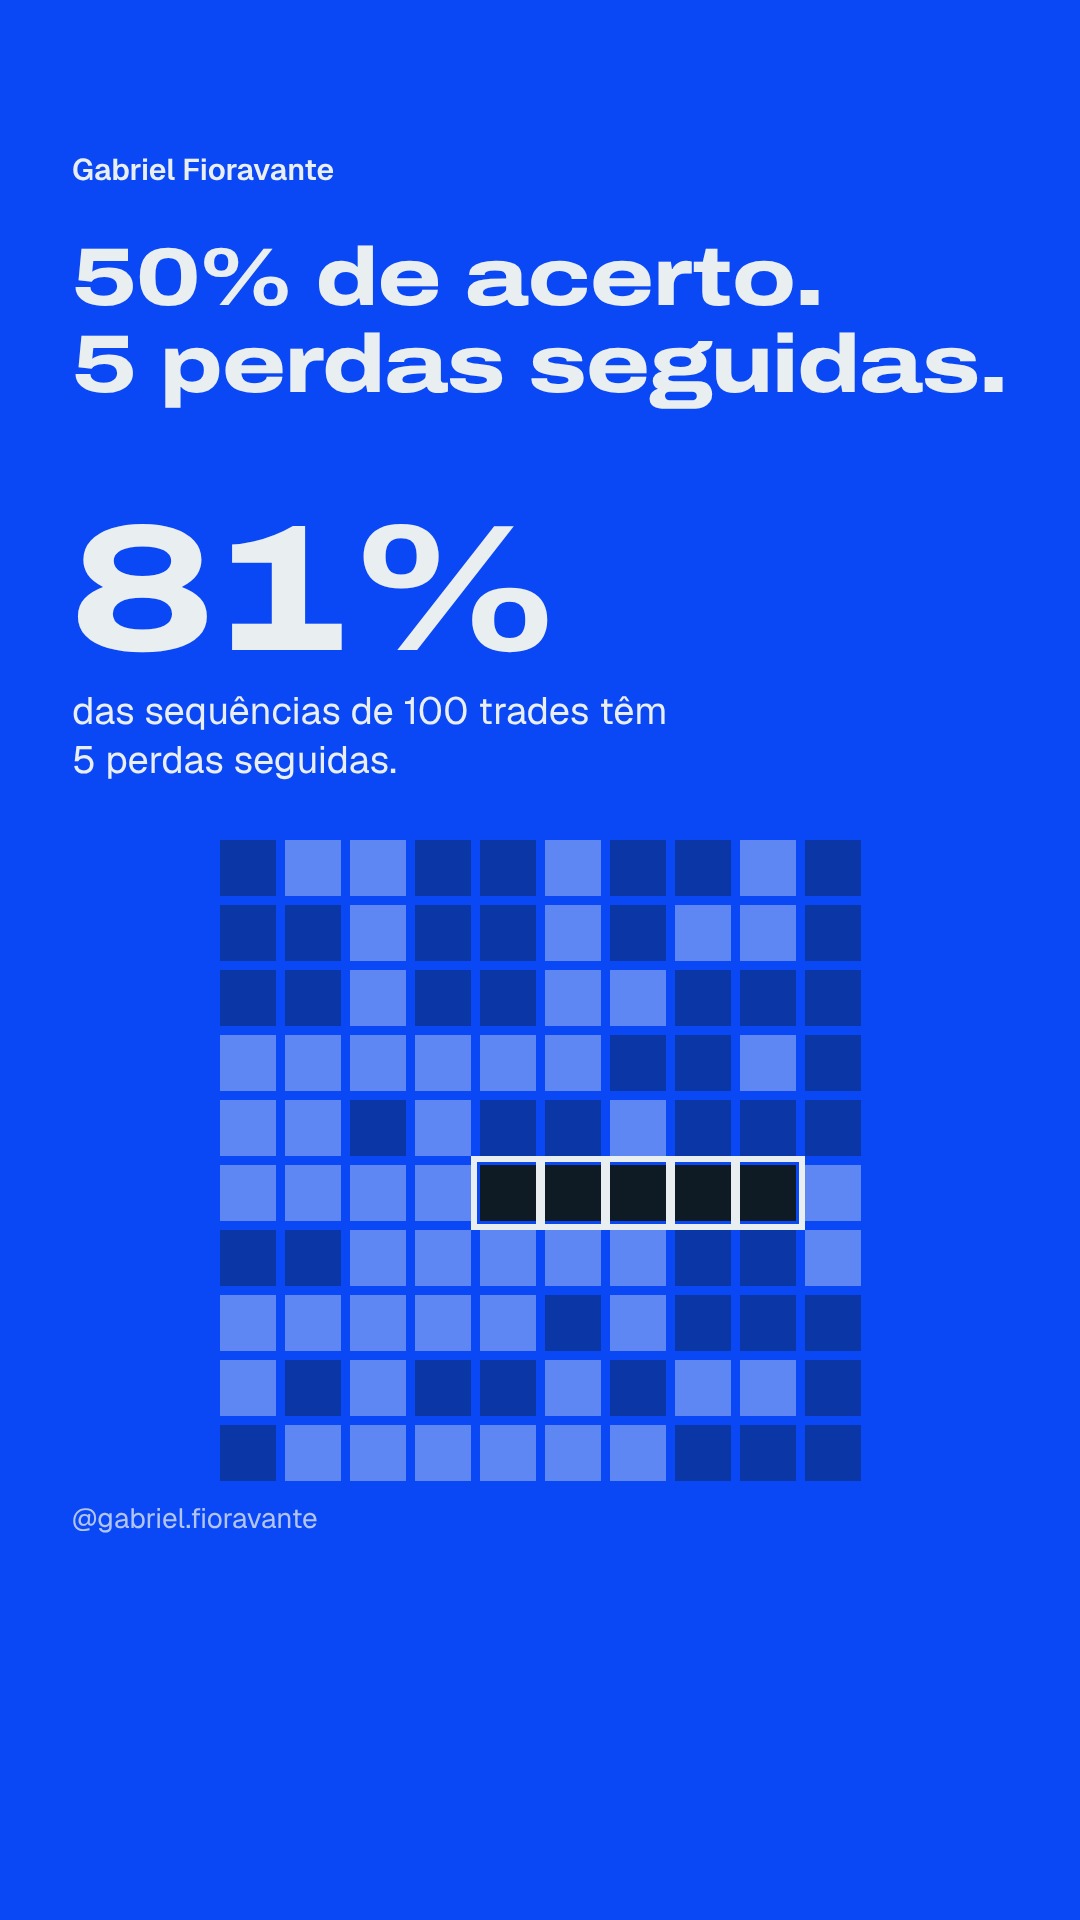 Gabriel Fioravante
50% de acerto.
5 perdas seguidas.
81%
das sequências de 100 trades têm
5 perdas seguidas.
@gabriel.fioravante